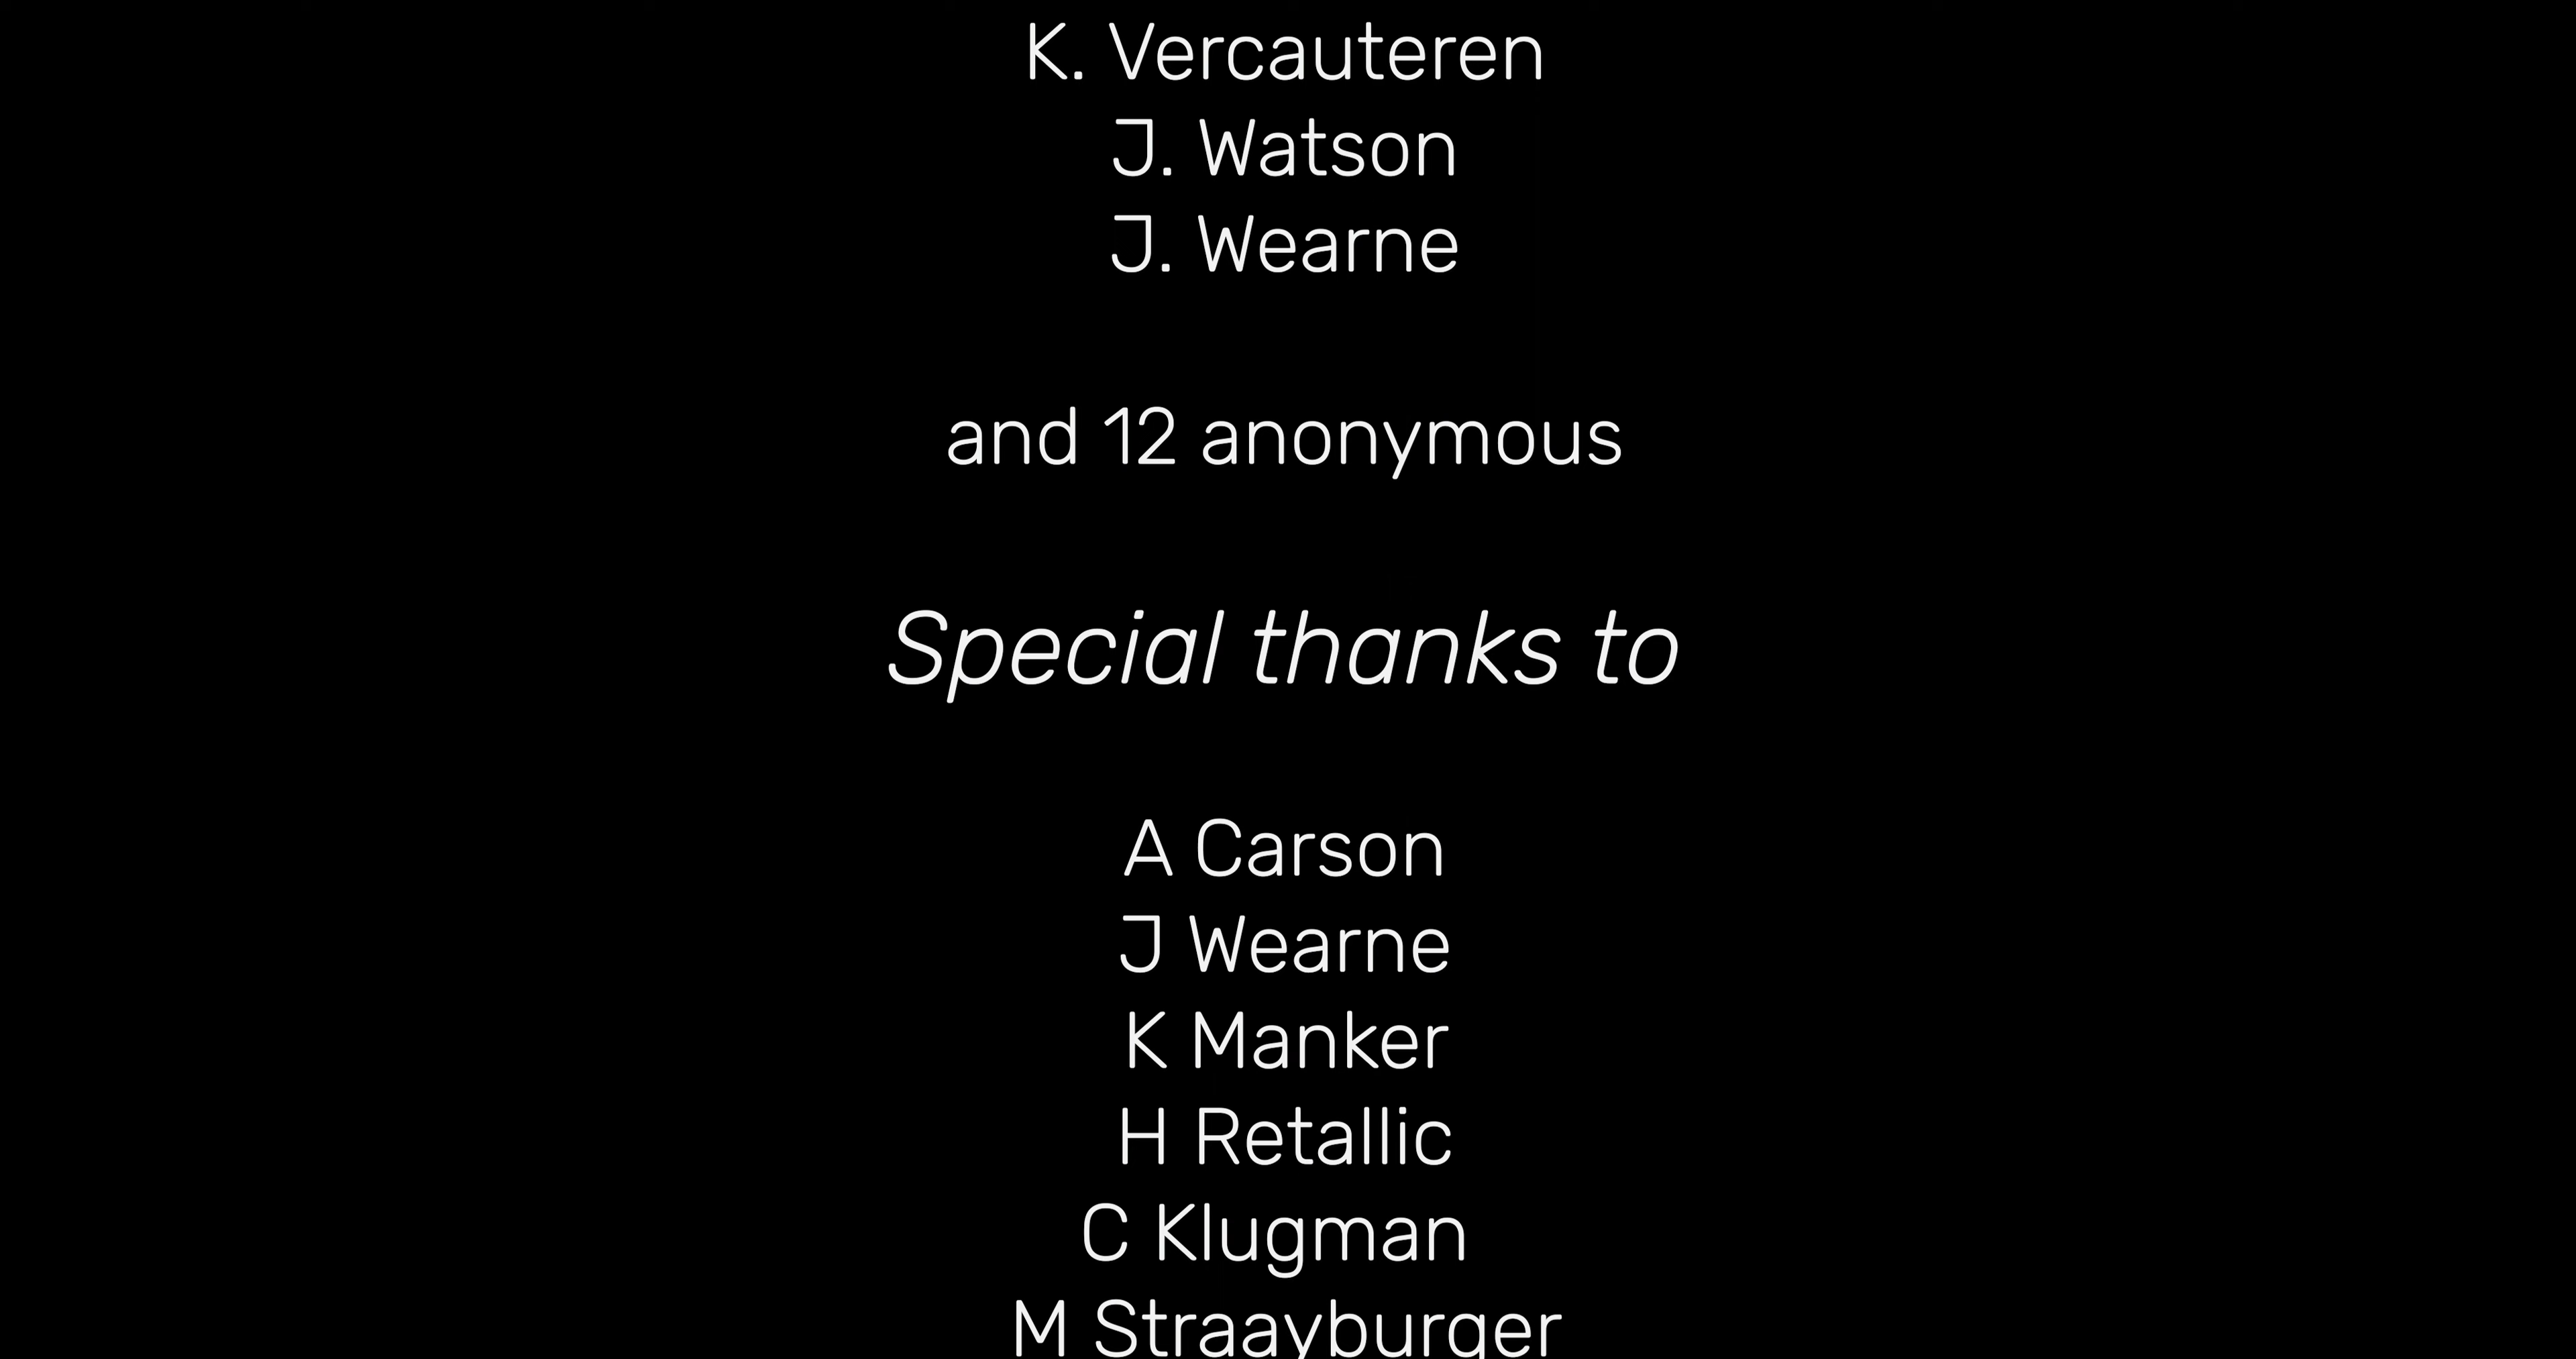 K. Vercauteren
J. Watson
J. Wearne
and 12 anonymous
Special thanks to
A Carson
J Wearne
K Manker
H Retallic
C Klugman
M Straayburger